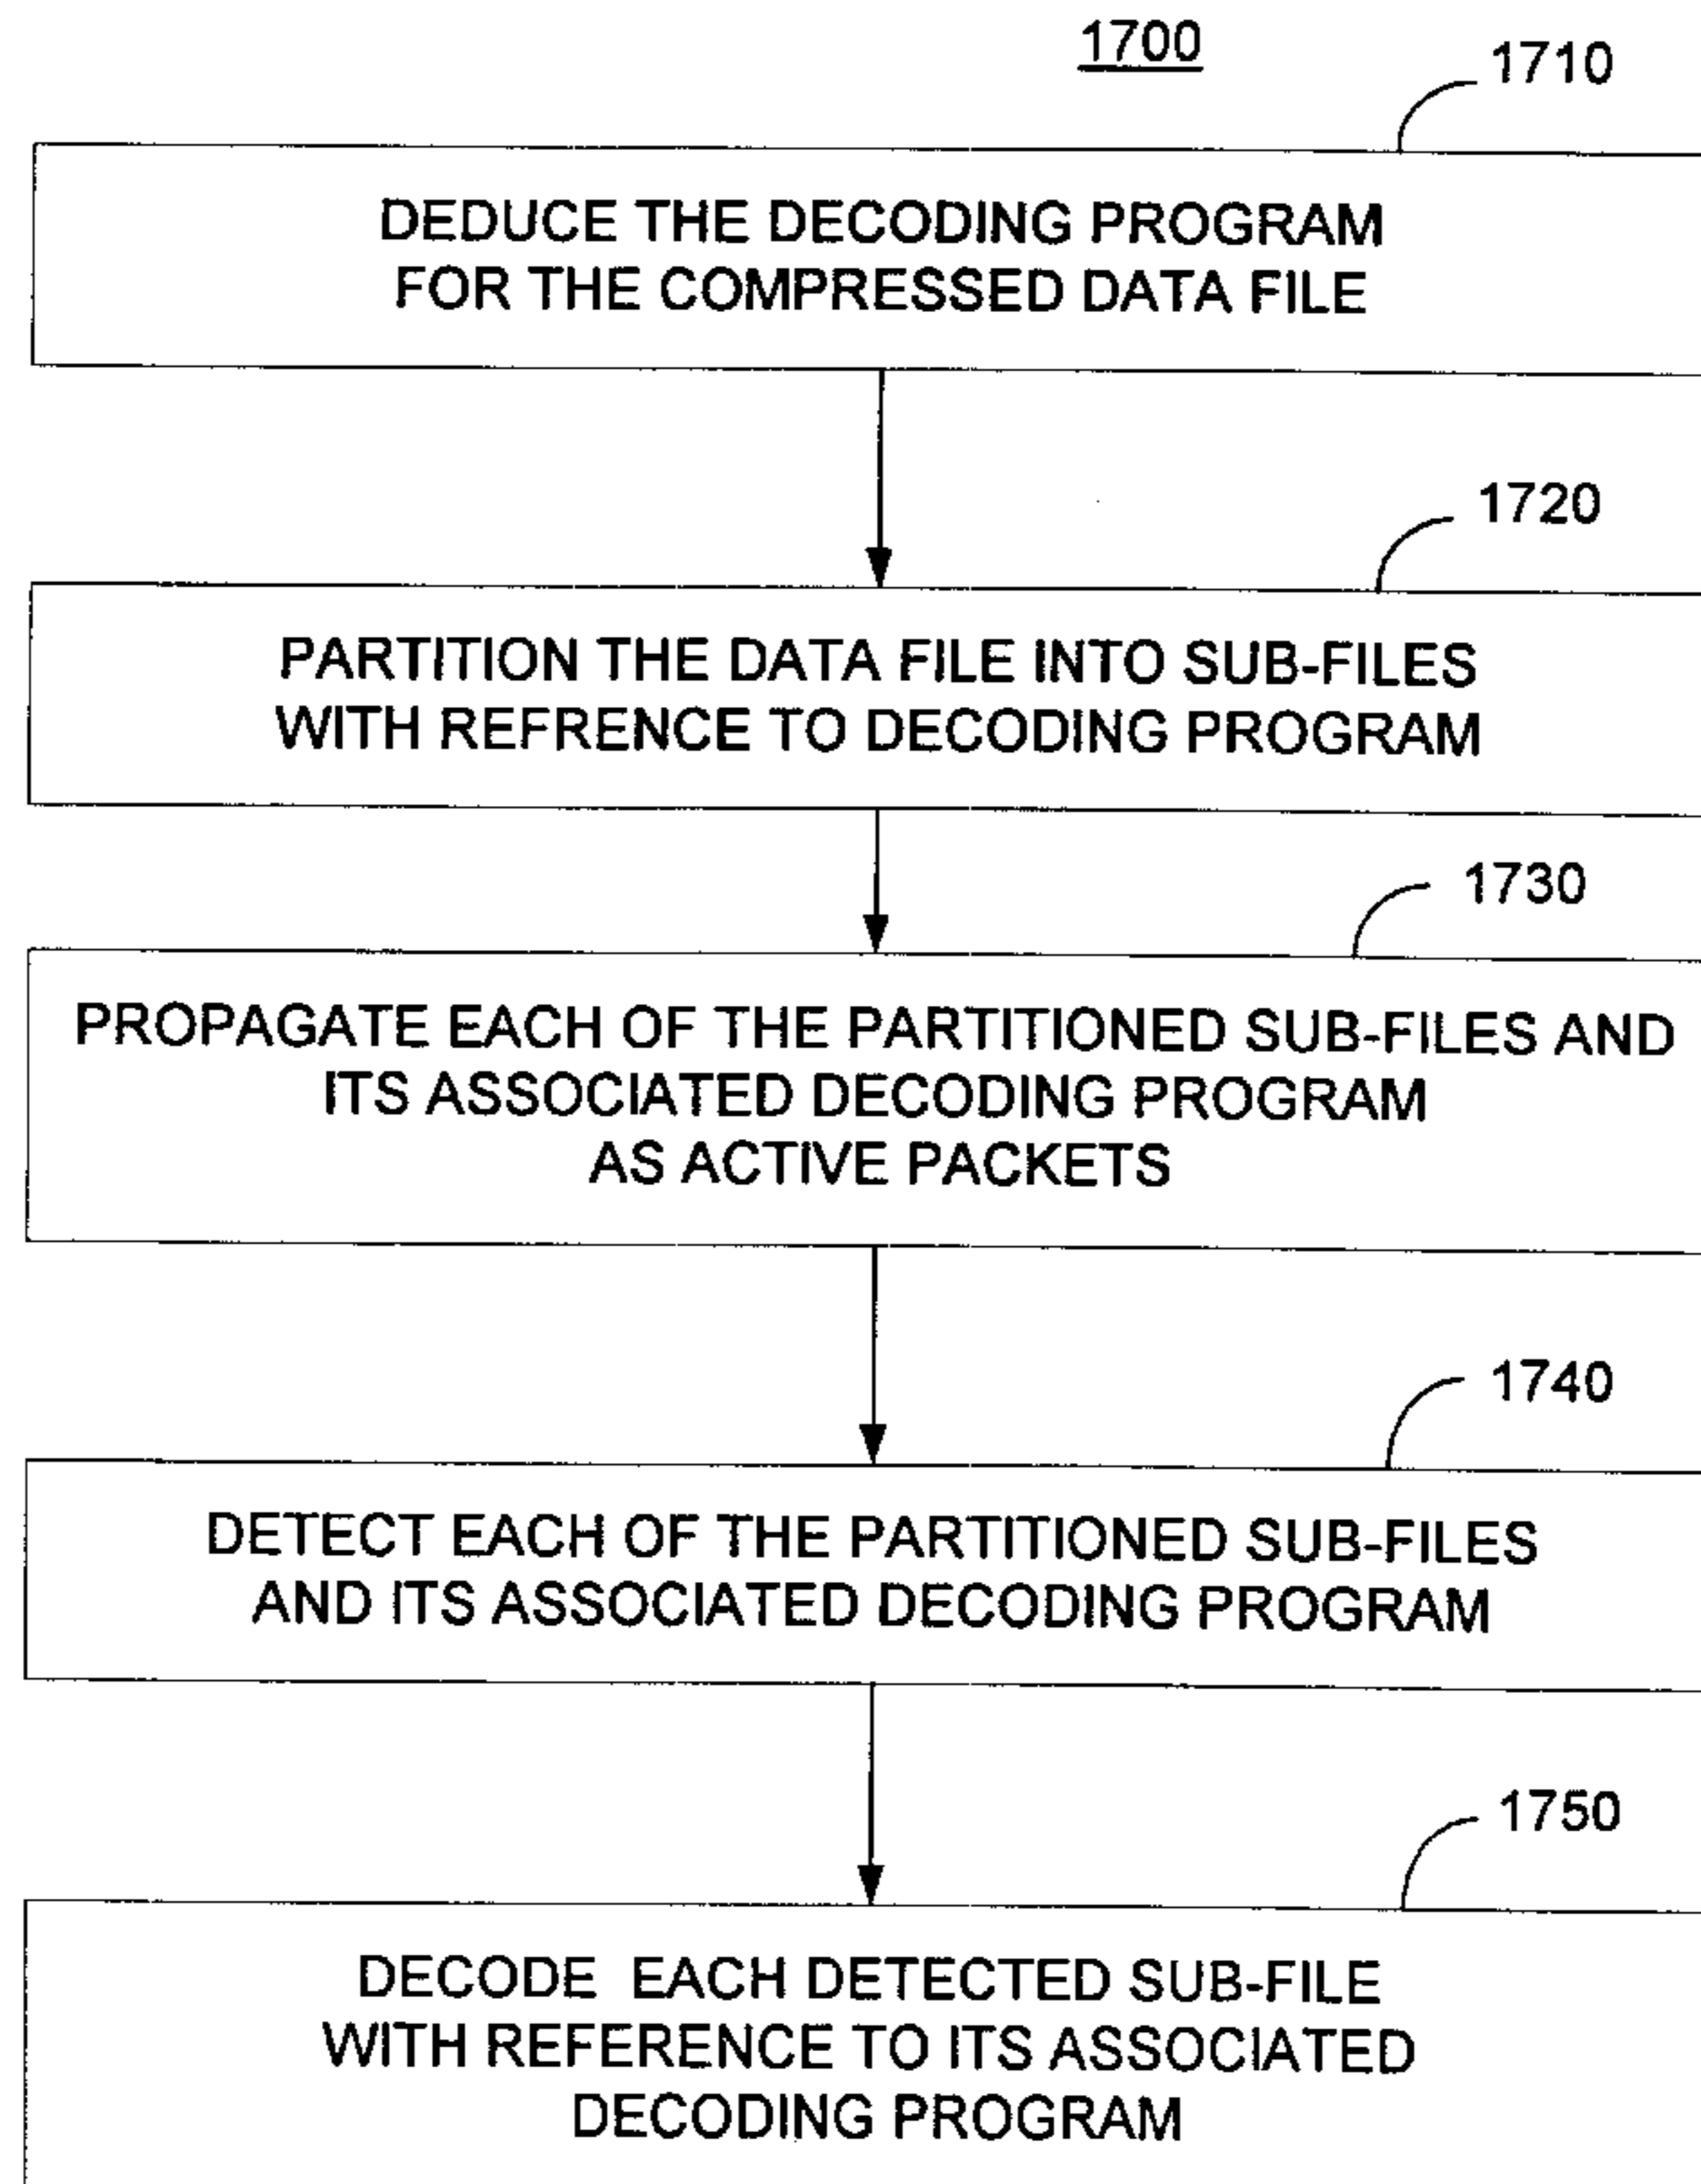 1700
1710
DEDUCE THE DECODING PROGRAM
FOR THE COMPRESSED DATA FILE
1720
PARTITION THE DATA FILE INTO SUB-FILES
WITH REFRENCE TO DECODING PROGRAM
1730
PROPAGATE EACH OF THE PARTITIONED SUB-FILES AND
ITS ASSOCIATED DECODING PROGRAM
AS ACTIVE PACKETS
1740
DETECT EACH OF THE PARTITIONED SUB-FILES
AND ITS ASSOCIATED DECODING PROGRAM
1750
DECODE EACH DETECTED SUB-FILE
WITH REFERENCE TO ITS ASSOCIATED
DECODING PROGRAM